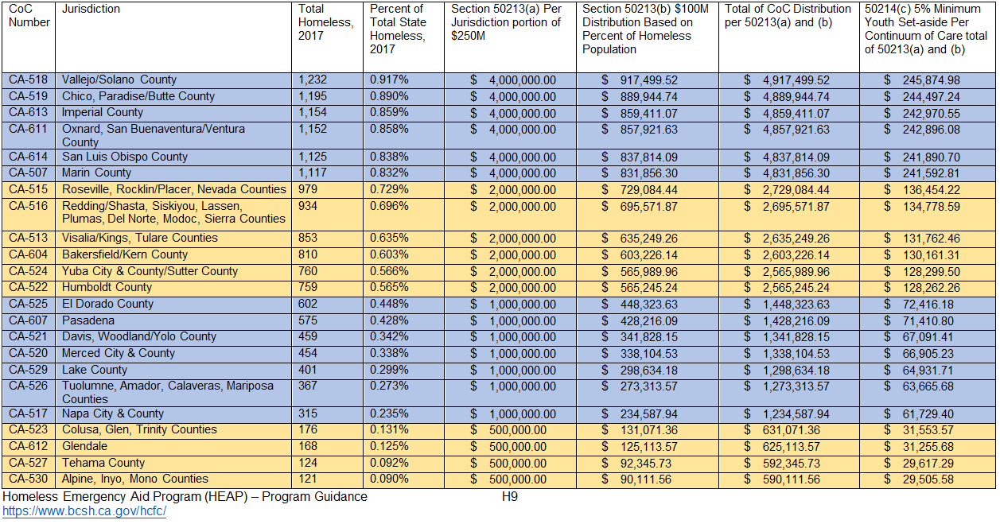 CoC Number | Jurisdiction | Total Homeless, 2017 | Percent of Total State Homeless, 2017 | Section 50213(a) Per Jurisdiction portion of $250M | Section 50213(b) $100M Distribution Based on Percent of Homeless Population | Total of CoC Distribution per 50213(a) and (b) | 50214(c) 5% Minimum Youth Set-aside Per Continuum of Care total of 50213(a) and (b)
CA-518 | Vallejo/Solano County | 1,232 | 0.917% | $ 4,000,000.00 | $ 917,499.52 | $ 4,917,499.52 | $ 245,874.98
CA-519 | Chico, Paradise/Butte County | 1,195 | 0.890% | $ 4,000,000.00 | $ 889,944.74 | $ 4,889,944.74 | $ 244,497.24
CA-613 | Imperial County | 1,154 | 0.859% | $ 4,000,000.00 | $ 859,411.07 | $ 4,859,411.07 | $ 242,970.55
CA-611 | Oxnard, San Buenaventura/Ventura County | 1,152 | 0.858% | $ 4,000,000.00 | $ 857,921.63 | $ 4,857,921.63 | $ 242,896.08
CA-614 | San Luis Obispo County | 1,125 | 0.838% | $ 4,000,000.00 | $ 837,814.09 | $ 4,837,814.09 | $ 241,890.70
CA-507 | Marin County | 1,117 | 0.832% | $ 4,000,000.00 | $ 831,856.30 | $ 4,831,856.30 | $ 241,592.81
CA-515 | Roseville, Rocklin/Placer, Nevada Counties | 979 | 0.729% | $ 2,000,000.00 | $ 729,084.44 | $ 2,729,084.44 | $ 136,454.22
CA-516 | Redding/Shasta, Siskiyou, Lassen, Plumas, Del Norte, Modoc, Sierra Counties | 934 | 0.696% | $ 2,000,000.00 | $ 695,571.87 | $ 2,695,571.87 | $ 134,778.59
CA-513 | Visalia/Kings, Tulare Counties | 853 | 0.635% | $ 2,000,000.00 | $ 635,249.26 | $ 2,635,249.26 | $ 131,762.46
CA-604 | Bakersfield/Kern County | 810 | 0.603% | $ 2,000,000.00 | $ 603,226.14 | $ 2,603,226.14 | $ 130,161.31
CA-524 | Yuba City & County/Sutter County | 760 | 0.566% | $ 2,000,000.00 | $ 565,989.96 | $ 2,565,989.96 | $ 128,299.50
CA-522 | Humboldt County | 759 | 0.565% | $ 2,000,000.00 | $ 565,245.24 | $ 2,565,245.24 | $ 128,262.26
CA-525 | El Dorado County | 602 | 0.448% | $ 1,000,000.00 | $ 448,323.63 | $ 1,448,323.63 | $ 72,416.18
CA-607 | Pasadena | 575 | 0.428% | $ 1,000,000.00 | $ 428,216.09 | $ 1,428,216.09 | $ 71,410.80
CA-521 | Davis, Woodland/Yolo County | 459 | 0.342% | $ 1,000,000.00 | $ 341,828.15 | $ 1,341,828.15 | $ 67,091.41
CA-520 | Merced City & County | 454 | 0.338% | $ 1,000,000.00 | $ 338,104.53 | $ 1,338,104.53 | $ 66,905.23
CA-529 | Lake County | 401 | 0.299% | $ 1,000,000.00 | $ 298,634.18 | $ 1,298,634.18 | $ 64,931.71
CA-526 | Tuolumne, Amador, Calaveras, Mariposa Counties | 367 | 0.273% | $ 1,000,000.00 | $ 273,313.57 | $ 1,273,313.57 | $ 63,665.68
CA-517 | Napa City & County | 315 | 0.235% | $ 1,000,000.00 | $ 234,587.94 | $ 1,234,587.94 | $ 61,729.40
CA-523 | Colusa, Glen, Trinity Counties | 176 | 0.131% | $ 500,000.00 | $ 131,071.36 | $ 631,071.36 | $ 31,553.57
CA-612 | Glendale | 168 | 0.125% | $ 500,000.00 | $ 125,113.57 | $ 625,113.57 | $ 31,255.68
CA-527 | Tehama County | 124 | 0.092% | $ 500,000.00 | $ 92,345.73 | $ 592,345.73 | $ 29,617.29
CA-530 | Alpine, Inyo, Mono Counties | 121 | 0.090% | $ 500,000.00 | $ 90,111.56 | $ 590,111.56 | $ 29,505.58
Homeless Emergency Aid Program (HEAP) – Program Guidance H9
https://www.bcsh.ca.gov/hcfc/